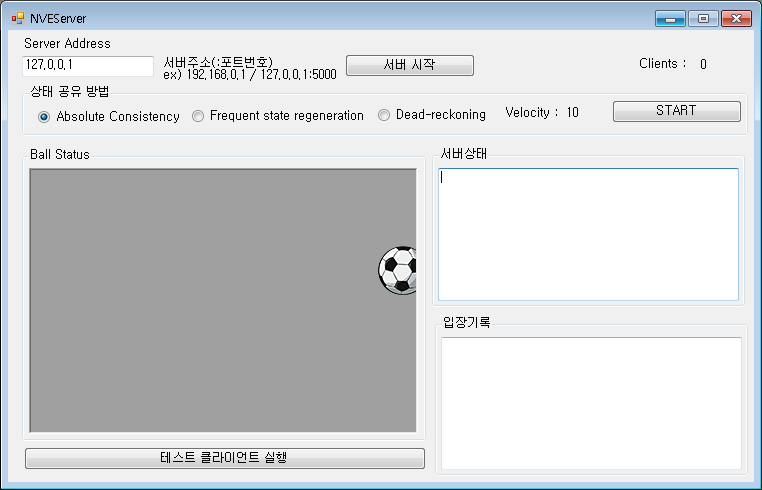 NVEServer
Server Address
127.0.0.1
서버주소(:포트번호)
ex) 192.168.0.1 / 127.0.0.1:5000
서버 시작
Clients : 0
상태 공유 방법
Absolute Consistency
Frequent state regeneration
Dead-reckoning
Velocity : 10
START
Ball Status
서버상태
입장기록
테스트 클라이언트 실행